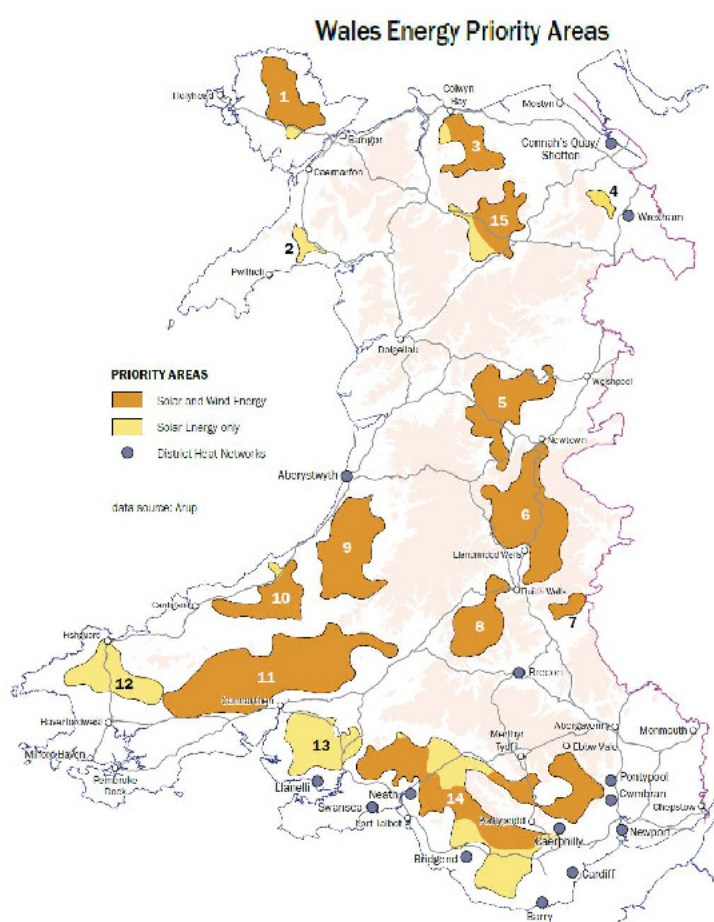 Wales Energy Priority Areas
Holyhead
1
Bangor
Caernarfon
Colwyn
Bay
Mostyn
3
Connah's Quay/
Shotton
4
Wrexham
15
2
Pwllheli
Dolgellau
PRIORITY AREAS
Solar and Wind Energy
Solar Energy only
District Heat Networks
data source: Arup
Welshpool
5
Newtown
Aberystwyth
6
9
Llandrindod Wells
10
Cardigan
Builth Wells
7
8
Fishguard
12
11
Carmarthen
Brecon
Haverfordwest
Milford Haven
Pembroke
Dock
13
Llanelli
Swansea
Neath
Port Talbot
14
Merthyr
Tydfil
Abergavenny
Monmouth
Ebbw Vale
Pontypool
Cwmbran
Chepstow
Pontypridd
Caerphilly
Newport
Bridgend
Cardiff
Barry